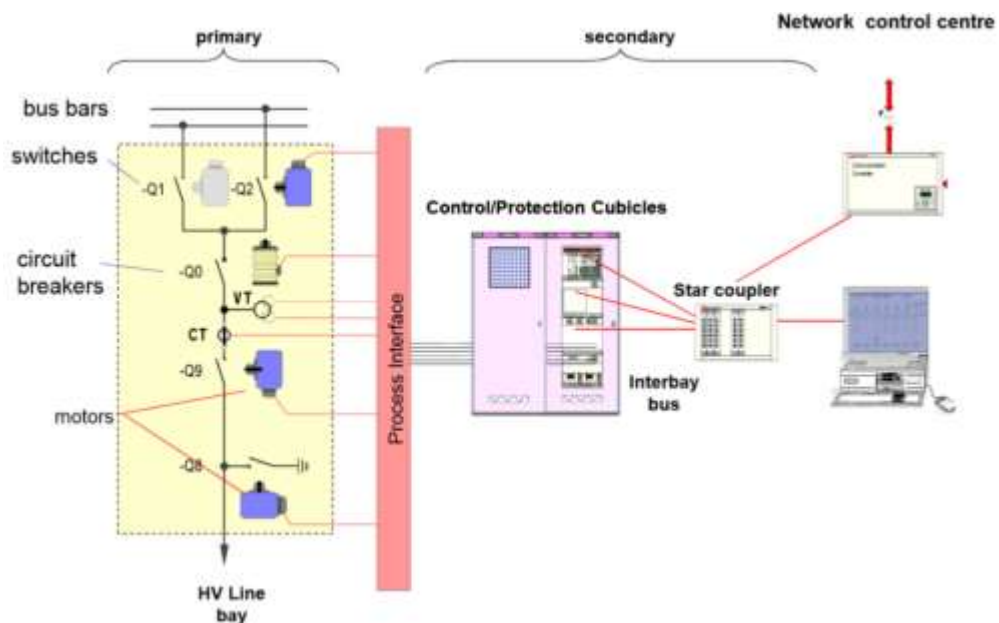 Network control centre
primary
secondary
bus bars
switches
-Q1
-Q2
Control/Protection Cubicles
circuit
breakers
-Q0
VT
Star coupler
CT
Process Interface
-Q9
Interbay
bus
motors
-Q8
HV Line
bay